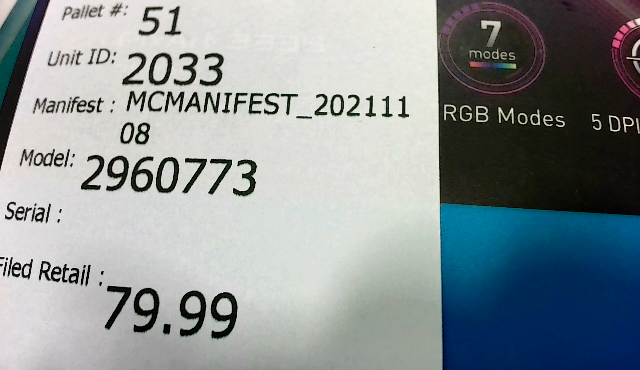 Pallet #: 51
Unit ID: 2033
Manifest : MCMANIFEST_202111
08
Model: 2960773
Serial :
Filed Retail : 79.99
7
modes
RGB Modes
5 DPI